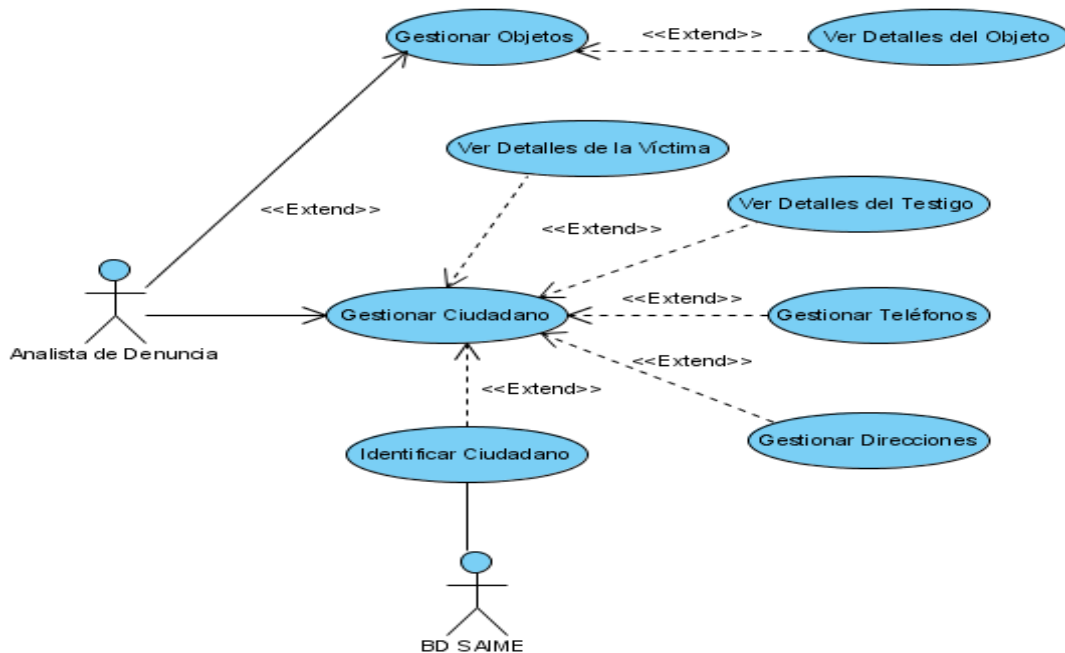 Gestionar Objetos
<<Extend>>
Ver Detalles del Objeto
Ver Detalles de la Víctima
<<Extend>>
Ver Detalles del Testigo
<<Extend>>
Analista de Denuncia
Gestionar Ciudadano
<<Extend>>
Gestionar Teléfonos
<<Extend>>
<<Extend>>
Identificar Ciudadano
Gestionar Direcciones
BD SAIME